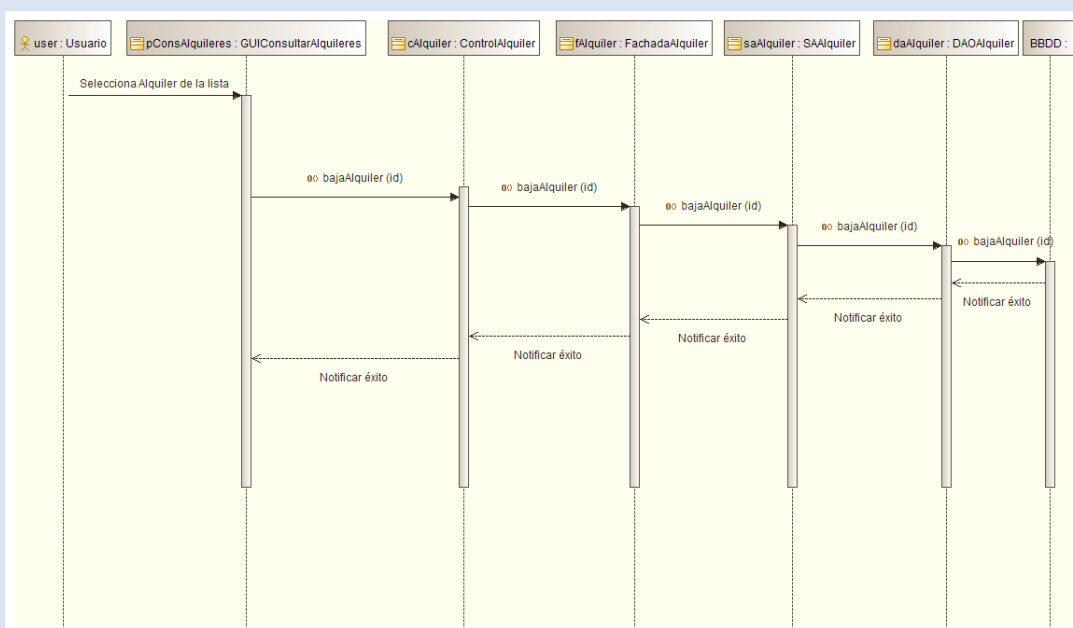 user : Usuario
pConsAlquileres : GUIConsultarAlquileres
cAlquiler : ControlAlquiler
fAlquiler : FachadaAlquiler
saAlquiler : SAAlquiler
daAlquiler : DAOAlquiler
BBDD :
Selecciona Alquiler de la lista
bajaAlquiler (id)
bajaAlquiler (id)
bajaAlquiler (id)
bajaAlquiler (id)
bajaAlquiler (id)
Notificar éxito
Notificar éxito
Notificar éxito
Notificar éxito
Notificar éxito